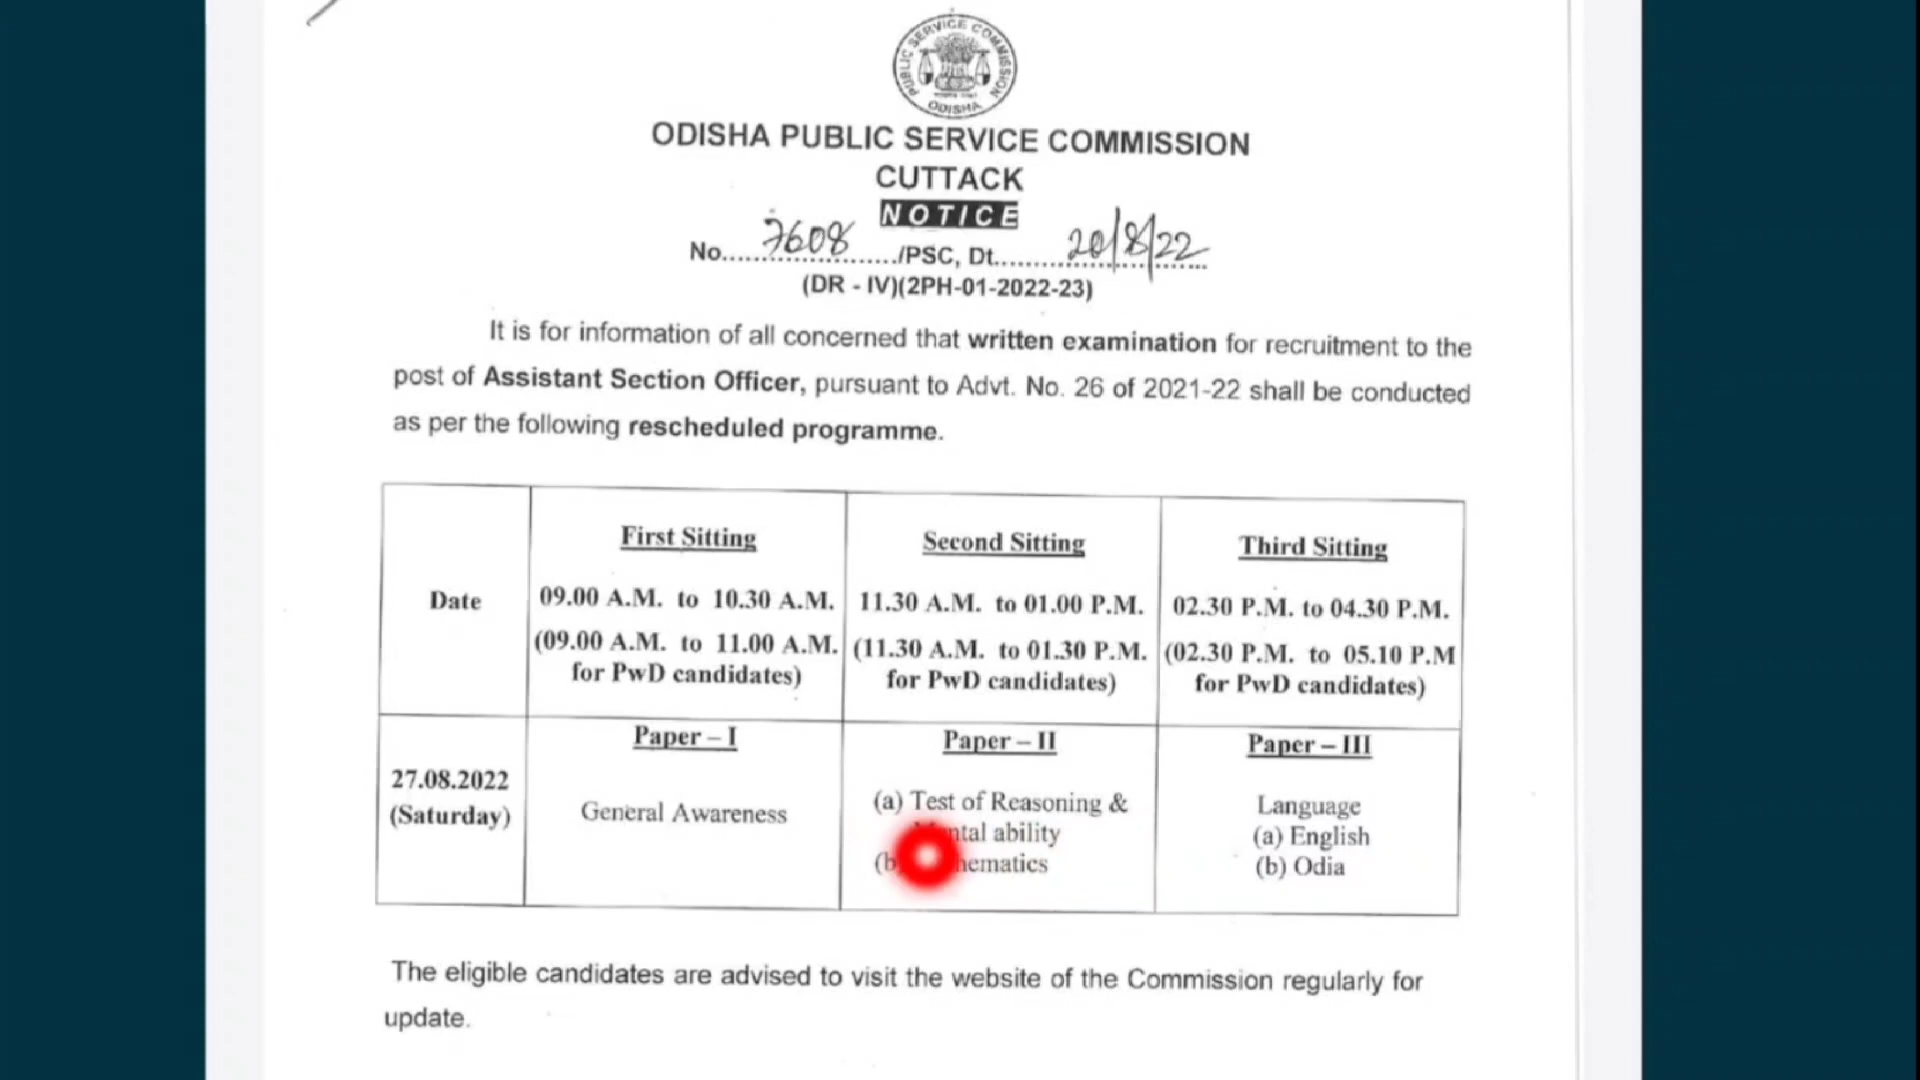 PUBLIC SERVICE COMMISSION
ODISHA
ODISHA PUBLIC SERVICE COMMISSION
CUTTACK
NOTICE
No.....7608...../PSC, Dt.....20/8/22.....
(DR - IV)(2PH-01-2022-23)
It is for information of all concerned that written examination for recruitment to the
post of Assistant Section Officer, pursuant to Advt. No. 26 of 2021-22 shall be conducted
as per the following rescheduled programme.
Date
First Sitting
09.00 A.M. to 10.30 A.M.
(09.00 A.M. to 11.00 A.M.
for PwD candidates)
Second Sitting
11.30 A.M. to 01.00 P.M.
(11.30 A.M. to 01.30 P.M.
for PwD candidates)
Third Sitting
02.30 P.M. to 04.30 P.M.
(02.30 P.M. to 05.10 P.M
for PwD candidates)
27.08.2022
(Saturday)
Paper – I
General Awareness
Paper – II
(a) Test of Reasoning &
ability
(b
Paper – III
Language
(a) English
(b) Odia
The eligible candidates are advised to visit the website of the Commission regularly for
update.